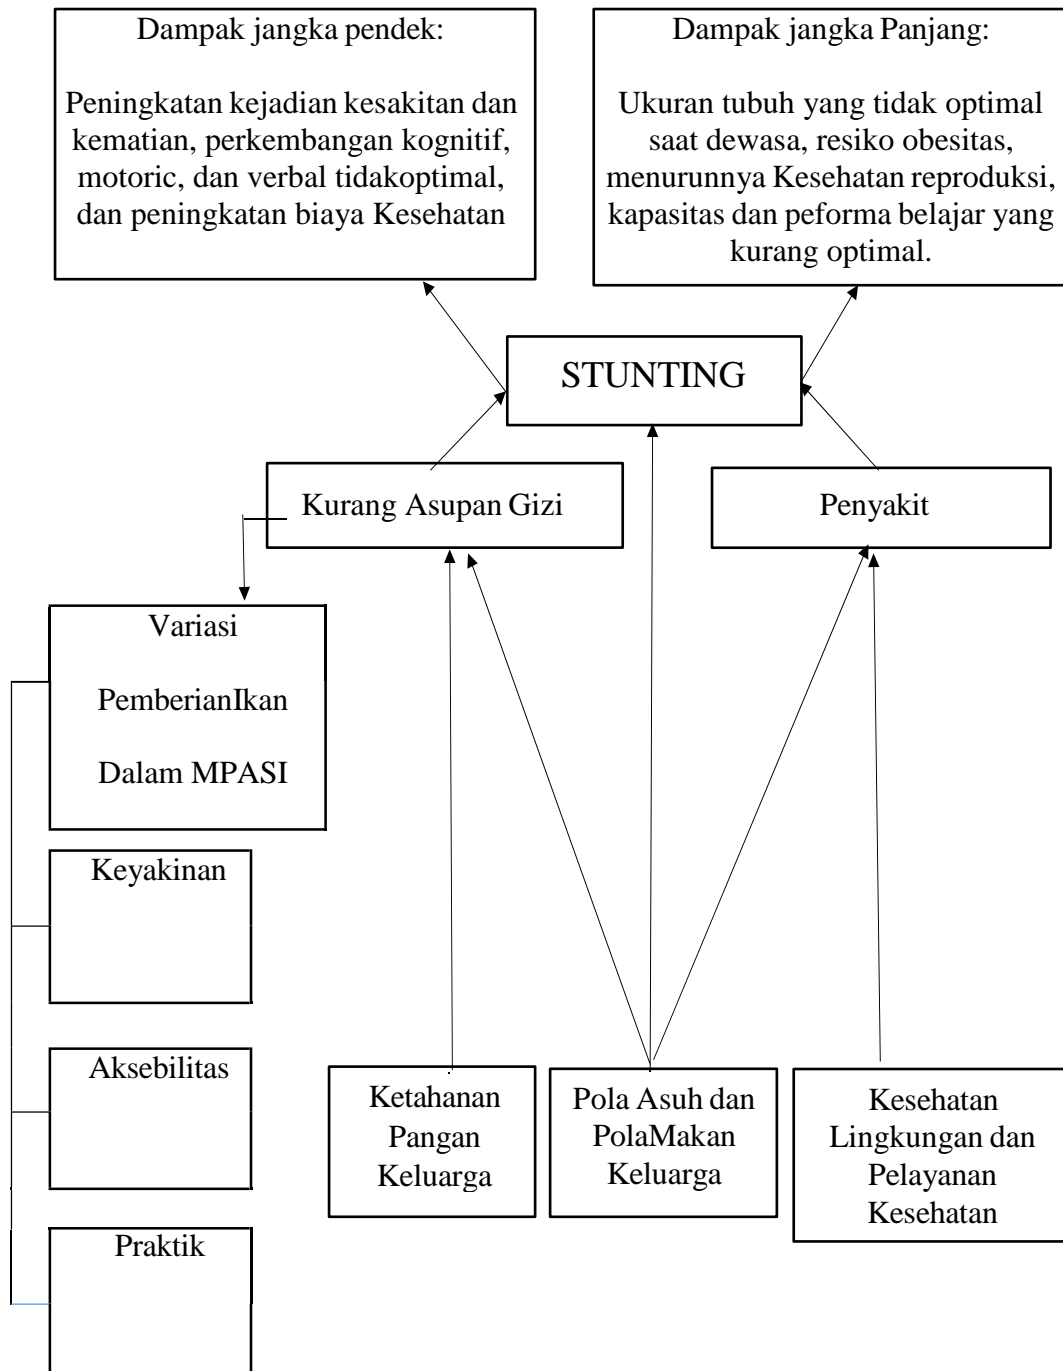 Dampak jangka pendek:
Peningkatan kejadian kesakitan dan
kematian, perkembangan kognitif,
motoric, dan verbal tidakoptimal,
dan peningkatan biaya Kesehatan
Dampak jangka Panjang:
Ukuran tubuh yang tidak optimal
saat dewasa, resiko obesitas,
menurunnya Kesehatan reproduksi,
kapasitas dan peforma belajar yang
kurang optimal.
STUNTING
Kurang Asupan Gizi
Penyakit
Variasi
PemberianIkan
Dalam MPASI
Keyakinan
Aksebilitas
Praktik
Ketahanan
Pangan
Keluarga
Pola Asuh dan
PolaMakan
Keluarga
Kesehatan
Lingkungan dan
Pelayanan
Kesehatan